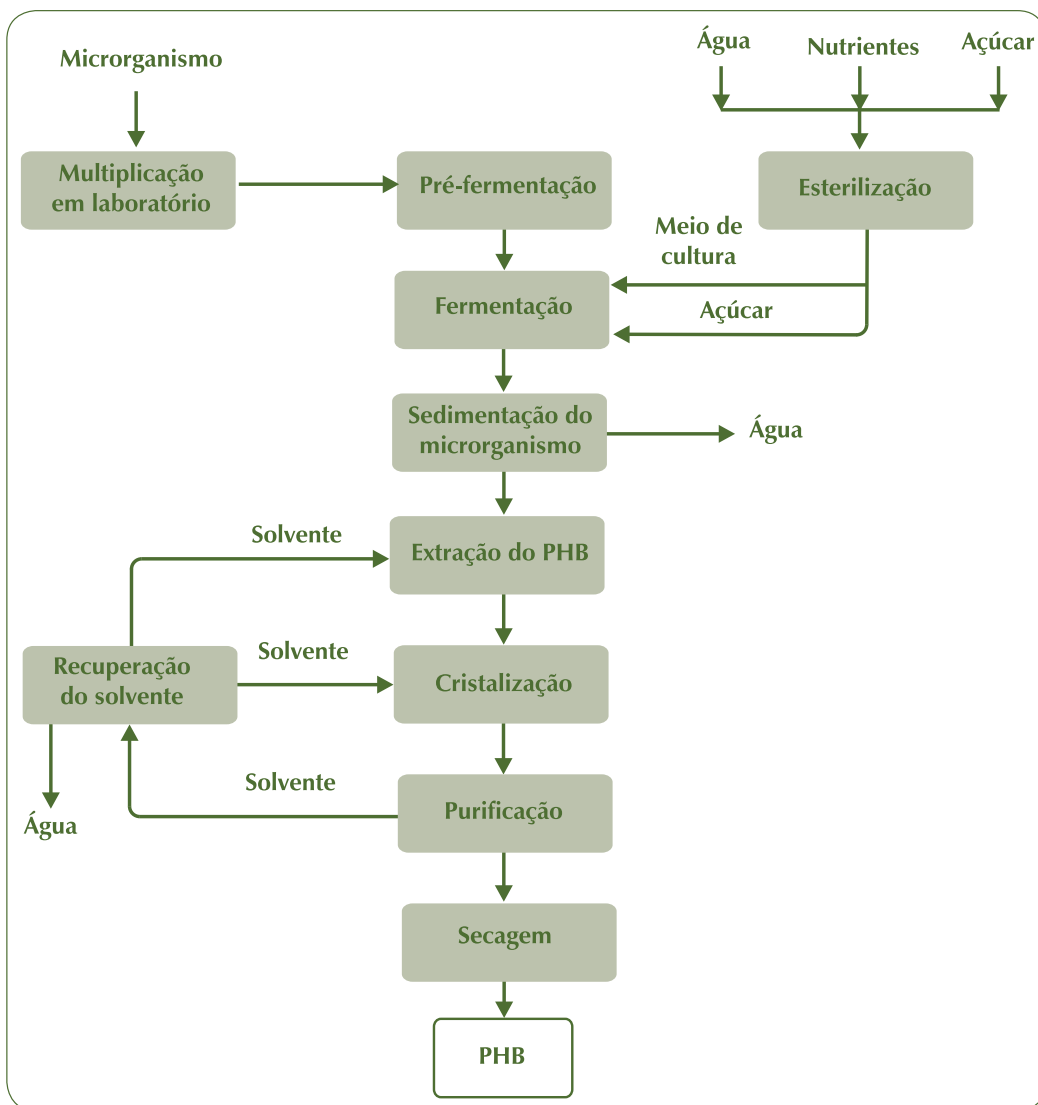 Microrganismo
Água
Nutrientes
Açúcar
Multiplicação
em laboratório
Pré-fermentação
Esterilização
Meio de
cultura
Fermentação
Açúcar
Sedimentação do
microrganismo
Água
Solvente
Extração do PHB
Recuperação
do solvente
Solvente
Cristalização
Solvente
Purificação
Água
Secagem
PHB